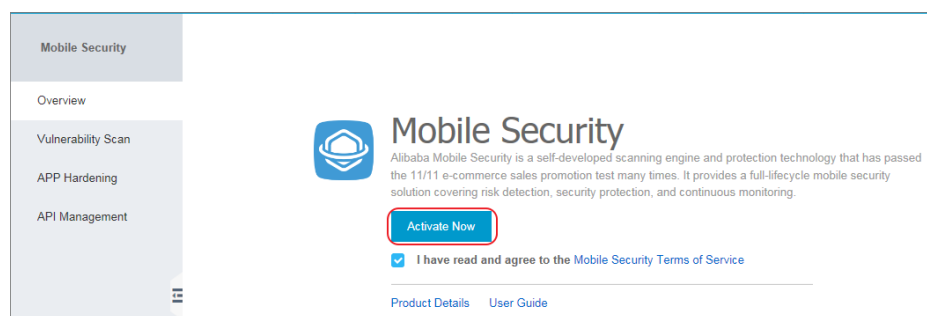 Mobile Security
Overview
Vulnerability Scan
APP Hardening
API Management
Mobile Security
Alibaba Mobile Security is a self-developed scanning engine and protection technology that has passed
the 11/11 e-commerce sales promotion test many times. It provides a full-lifecycle mobile security
solution covering risk detection, security protection, and continuous monitoring.
Activate Now
I have read and agree to the Mobile Security Terms of Service
Product Details User Guide